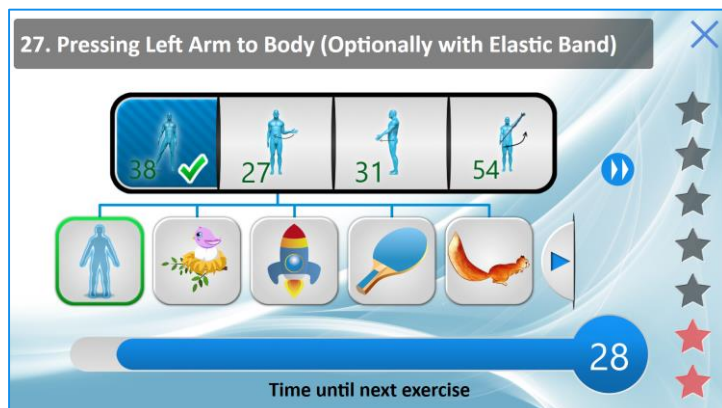 27. Pressing Left Arm to Body (Optionally with Elastic Band)
38 27 31 54
28
Time until next exercise